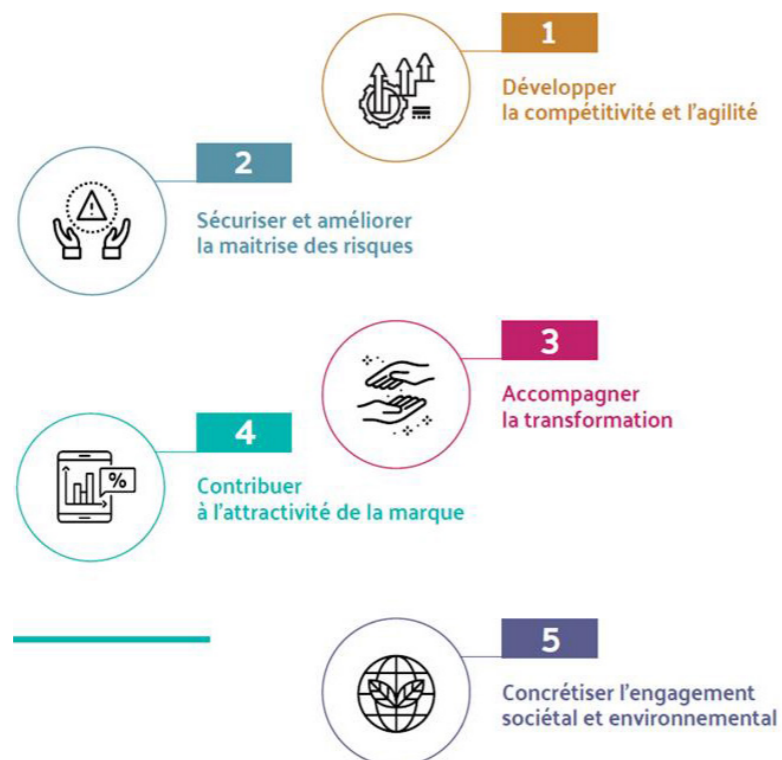 1
Développer
la compétitivité et l'agilité
2
Sécuriser et améliorer
la maitrise des risques
3
Accompagner
la transformation
4
Contribuer
à l'attractivité de la marque
%
5
Concrétiser l'engagement
sociétal et environnemental